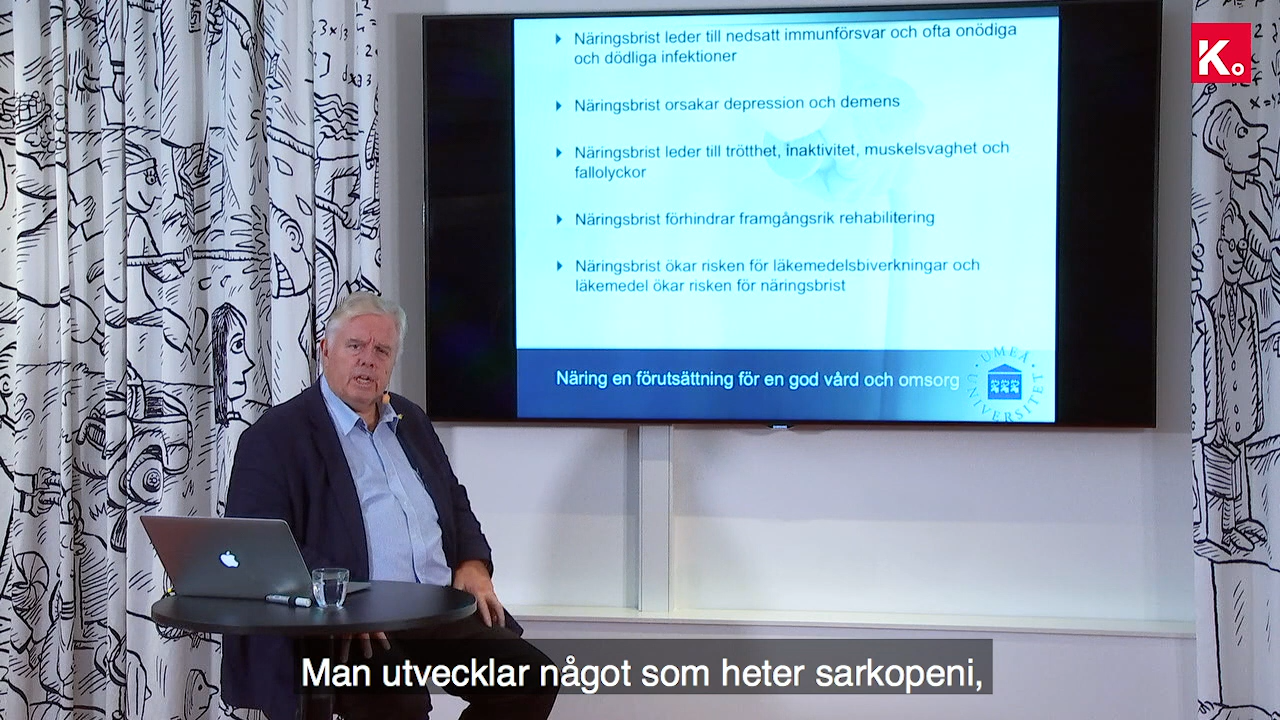 Näringsbrist leder till nedsatt immunförsvar och ofta onödiga
och dödliga infektioner
Näringsbrist orsakar depression och demens
Näringsbrist leder till trötthet, inaktivitet, muskelsvaghet och
fallolyckor
Näringsbrist förhindrar framgångsrik rehabilitering
Näringsbrist ökar risken för läkemedelsbiverkningar och
läkemedel ökar risken för näringsbrist
Näring en förutsättning för en god vård och omsorg
UMEÅ UNIVERSITET
K.
Man utvecklar något som heter sarkopeni,